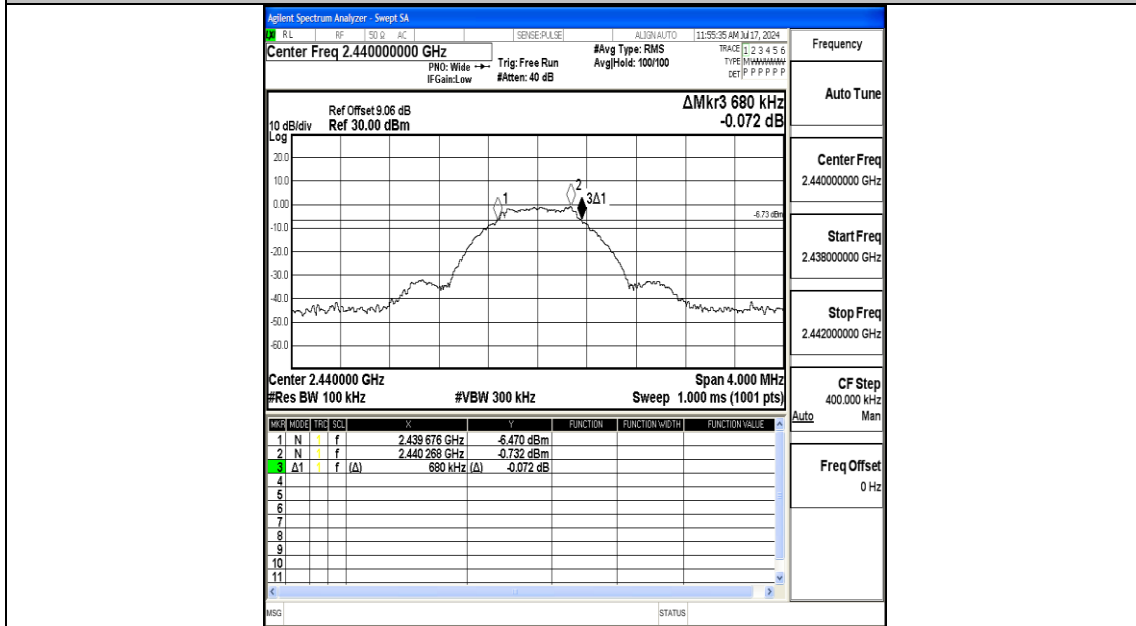 Agilent Spectrum Analyzer - Swept SA
RL RF 50 Ω AC SENSE:PULSE ALIGN AUTO 11:55:35 AM Jul 17, 2024
Center Freq 2.440000000 GHz #Avg Type: RMS TRACE 1 2 3 4 5 6
PNO: Wide Trig: Free Run Avg|Hold: 100/100 TYPE MWWWWW
IFGain:Low #Atten: 40 dB DET P P P P P P
Frequency
Auto Tune
Center Freq
2.440000000 GHz
Start Freq
2.438000000 GHz
Stop Freq
2.442000000 GHz
CF Step
400.000 kHz
Auto Man
Freq Offset
0 Hz
ΔMkr3 680 kHz
-0.072 dB
Ref Offset 9.06 dB
10 dB/div Ref 30.00 dBm
Log
20.0
10.0
0.00
-10.0
-20.0
-30.0
-40.0
-50.0
-60.0
1
2
3Δ1
-6.73 dBm
Center 2.440000 GHz Span 4.000 MHz
#Res BW 100 kHz #VBW 300 kHz Sweep 1.000 ms (1001 pts)
MKR MODE TRC SCL X Y FUNCTION FUNCTION WIDTH FUNCTION VALUE
1 N 1 f 2.439 676 GHz -6.470 dBm
2 N 1 f 2.440 268 GHz -0.732 dBm
3 Δ1 1 f (Δ) 680 kHz (Δ) -0.072 dB
4
5
6
7
8
9
10
11
MSG STATUS